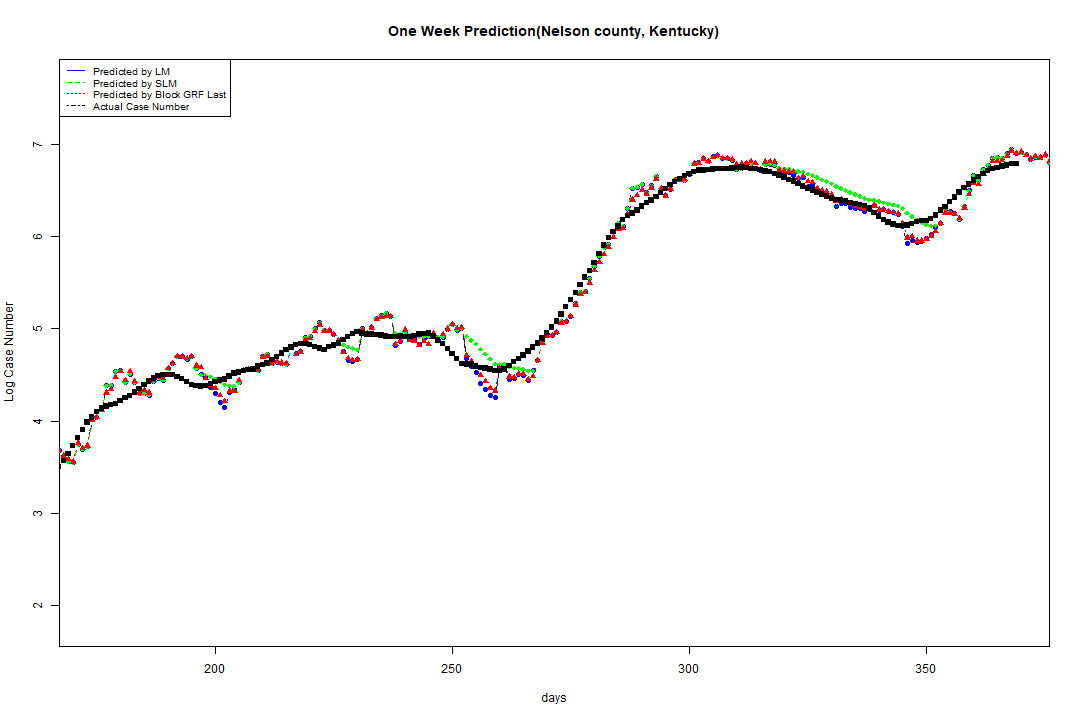 One Week Prediction(Nelson county, Kentucky)
Predicted by LM
Predicted by SLM
Predicted by Block GRF Last
Actual Case Number
7
6
5
4
3
2
Log Case Number
200 250 300 350
days